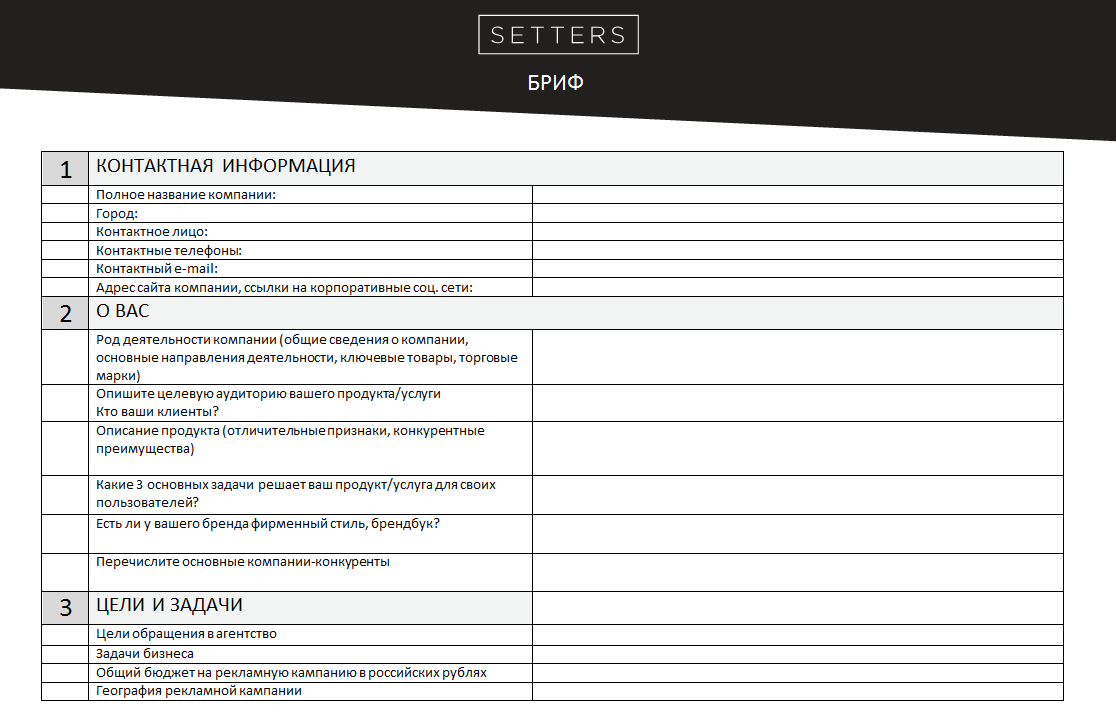 SETTERS
БРИФ
1 КОНТАКТНАЯ ИНФОРМАЦИЯ
Полное название компании:
Город:
Контактное лицо:
Контактные телефоны:
Контактный e-mail:
Адрес сайта компании, ссылки на корпоративные соц. сети:
2 О ВАС
Род деятельности компании (общие сведения о компании,
основные направления деятельности, ключевые товары, торговые
марки)
Опишите целевую аудиторию вашего продукта/услуги
Кто ваши клиенты?
Описание продукта (отличительные признаки, конкурентные
преимущества)
Какие 3 основных задачи решает ваш продукт/услуга для своих
пользователей?
Есть ли у вашего бренда фирменный стиль, брендбук?
Перечислите основные компании-конкуренты
3 ЦЕЛИ И ЗАДАЧИ
Цели обращения в агентство
Задачи бизнеса
Общий бюджет на рекламную кампанию в российских рублях
География рекламной кампании